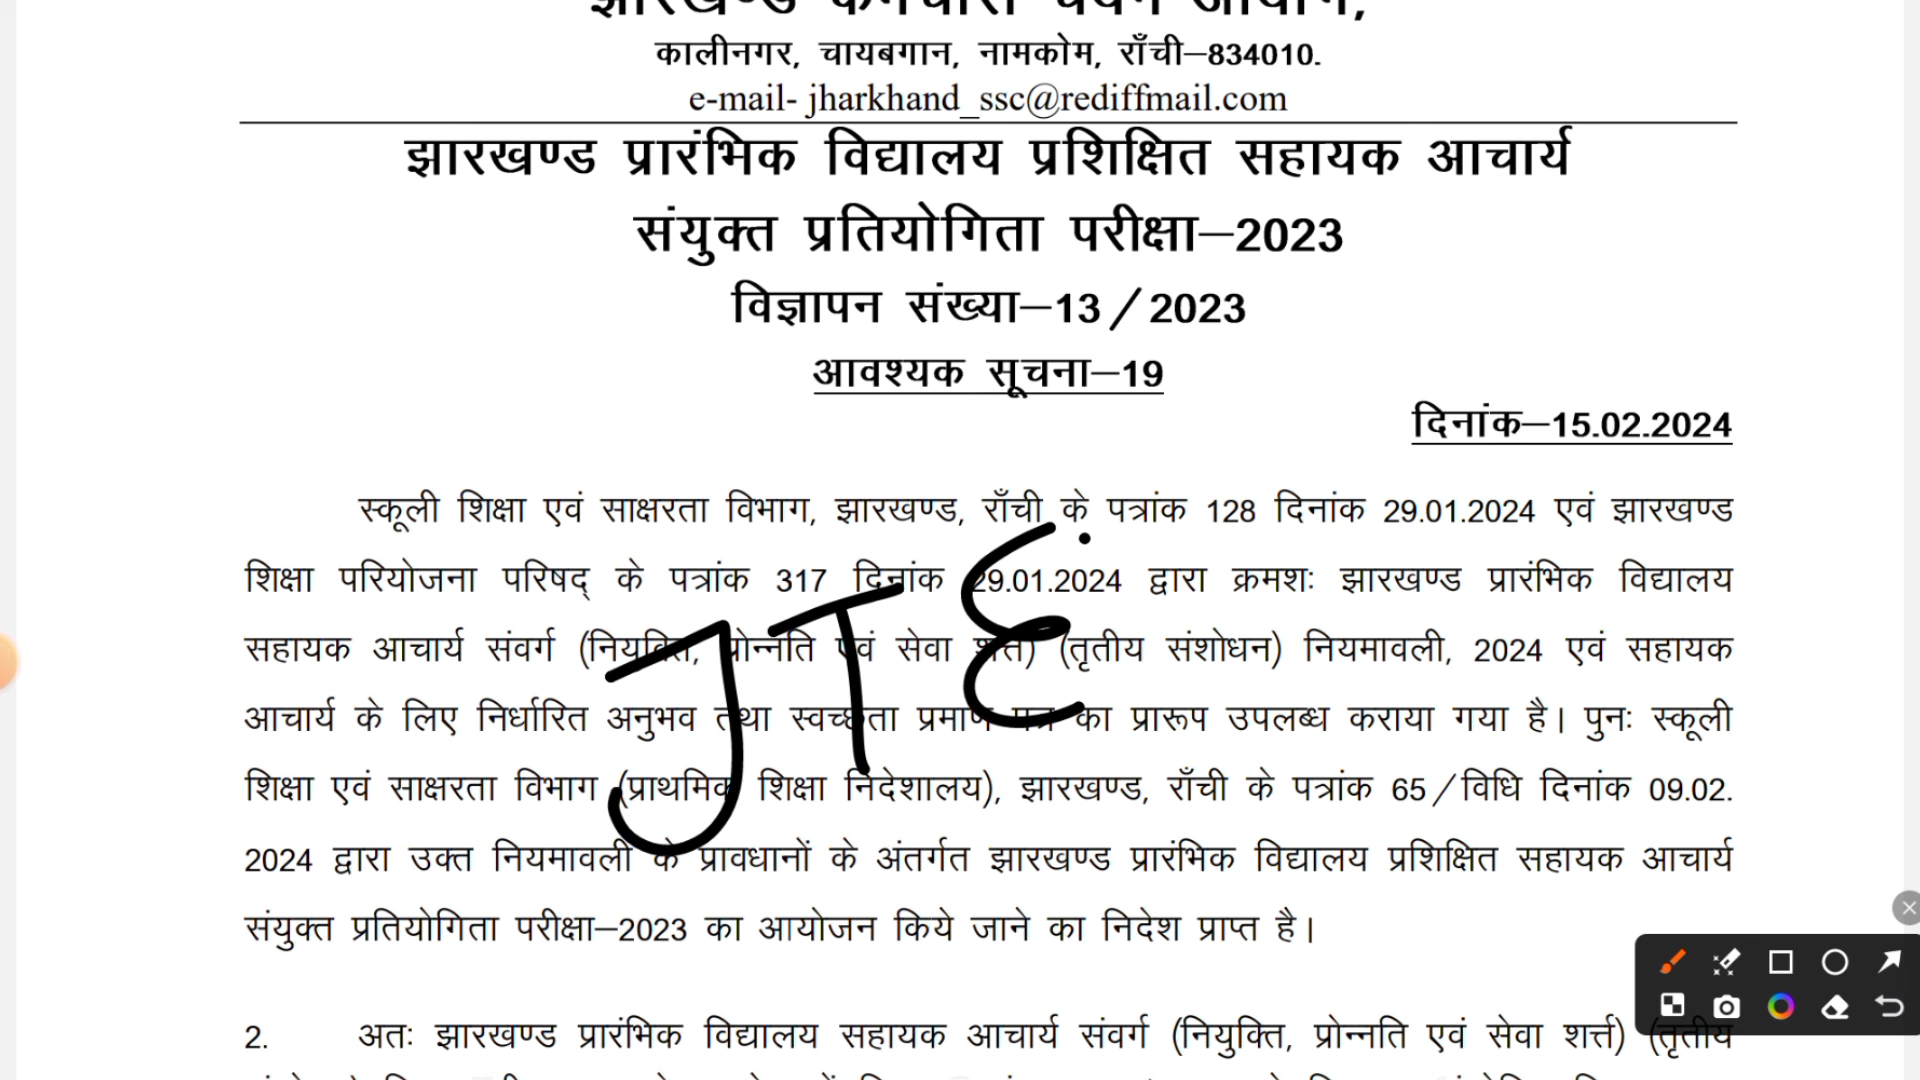 झारखण्ड कर्मचारी चयन आयोग,
कालीनगर, चायबगान, नामकोम, राँची–834010.
e-mail- jharkhand_ssc@rediffmail.com
झारखण्ड प्रारंभिक विद्यालय प्रशिक्षित सहायक आचार्य
संयुक्त प्रतियोगिता परीक्षा–2023
विज्ञापन संख्या–13/2023
आवश्यक सूचना–19
दिनांक–15.02.2024
स्कूली शिक्षा एवं साक्षरता विभाग, झारखण्ड, राँची के पत्रांक 128 दिनांक 29.01.2024 एवं झारखण्ड
शिक्षा परियोजना परिषद् के पत्रांक 317 दिनांक 29.01.2024 द्वारा क्रमशः झारखण्ड प्रारंभिक विद्यालय
सहायक आचार्य संवर्ग (नियुक्ति, प्रोन्नति एवं सेवा शर्त्त) (तृतीय संशोधन) नियमावली, 2024 एवं सहायक
आचार्य के लिए निर्धारित अनुभव तथा स्वच्छता प्रमाण पत्र का प्रारूप उपलब्ध कराया गया है। पुनः स्कूली
शिक्षा एवं साक्षरता विभाग (प्राथमिक शिक्षा निदेशालय), झारखण्ड, राँची के पत्रांक 65/विधि दिनांक 09.02.
2024 द्वारा उक्त नियमावली के प्रावधानों के अंतर्गत झारखण्ड प्रारंभिक विद्यालय प्रशिक्षित सहायक आचार्य
संयुक्त प्रतियोगिता परीक्षा–2023 का आयोजन किये जाने का निदेश प्राप्त है।
JTE
2. अतः झारखण्ड प्रारंभिक विद्यालय सहायक आचार्य संवर्ग (नियुक्ति, प्रोन्नति एवं सेवा शर्त्त) (तृतीय